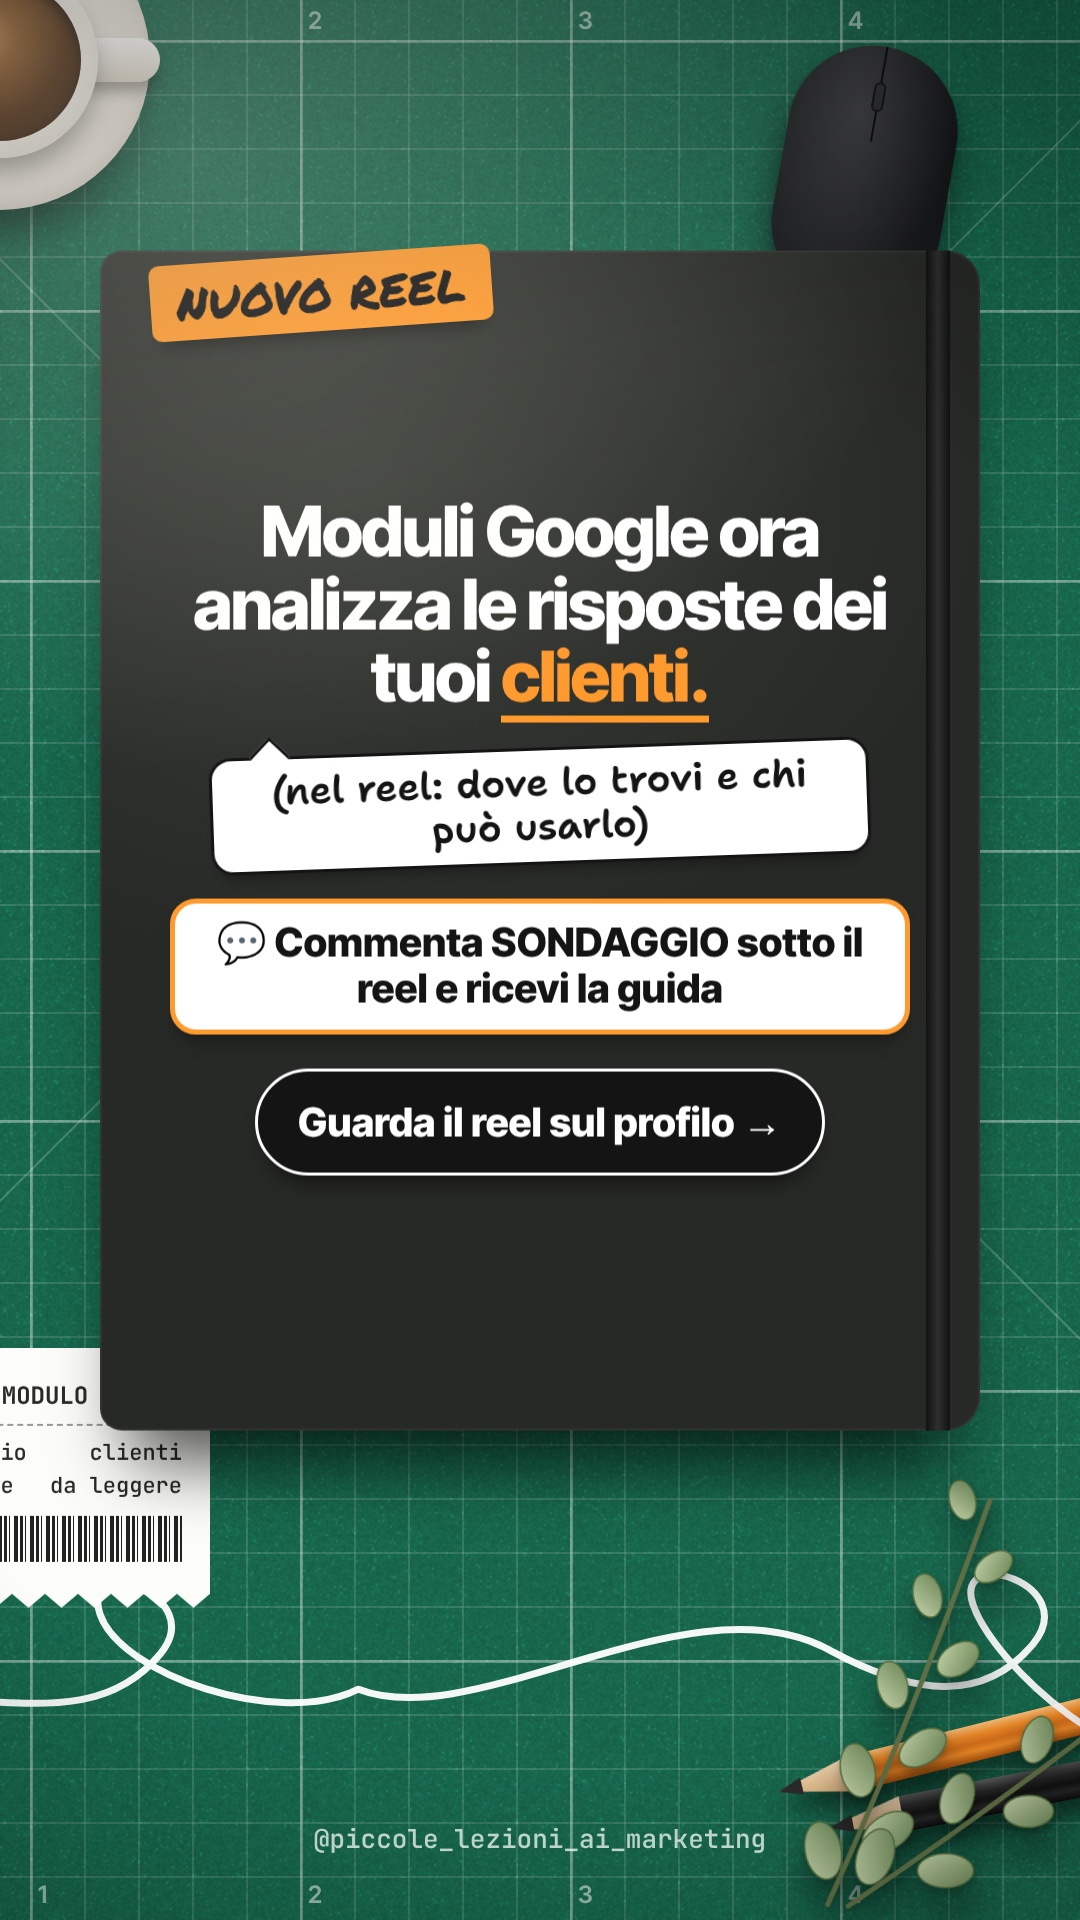 2 3 4
NUOVO REEL
Moduli Google ora
analizza le risposte dei
tuoi clienti.
(nel reel: dove lo trovi e chi
può usarlo)
💬 Commenta SONDAGGIO sotto il
reel e ricevi la guida
Guarda il reel sul profilo →
MODULO
io clienti
e da leggere
@piccole_lezioni_ai_marketing
1 2 3 4